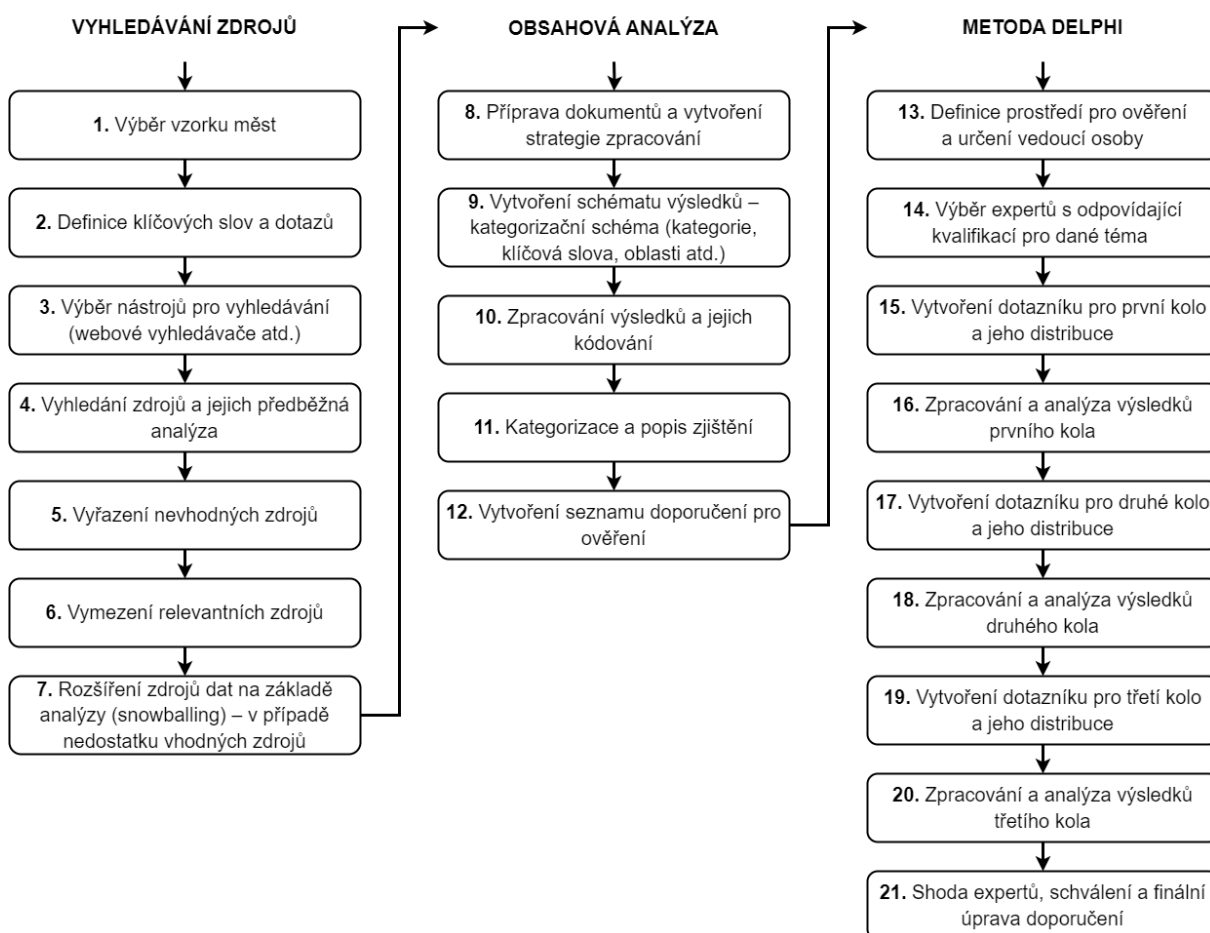 VYHLEDÁVÁNÍ ZDROJŮ
1. Výběr vzorku měst
2. Definice klíčových slov a dotazů
3. Výběr nástrojů pro vyhledávání
(webové vyhledávače atd.)
4. Vyhledání zdrojů a jejich předběžná
analýza
5. Vyřazení nevhodných zdrojů
6. Vymezení relevantních zdrojů
7. Rozšíření zdrojů dat na základě
analýzy (snowballing) – v případě
nedostatku vhodných zdrojů
OBSAHOVÁ ANALÝZA
8. Příprava dokumentů a vytvoření
strategie zpracování
9. Vytvoření schématu výsledků –
kategorizační schéma (kategorie,
klíčová slova, oblasti atd.)
10. Zpracování výsledků a jejich
kódování
11. Kategorizace a popis zjištění
12. Vytvoření seznamu doporučení pro
ověření
METODA DELPHI
13. Definice prostředí pro ověření
a určení vedoucí osoby
14. Výběr expertů s odpovídající
kvalifikací pro dané téma
15. Vytvoření dotazníku pro první kolo
a jeho distribuce
16. Zpracování a analýza výsledků
prvního kola
17. Vytvoření dotazníku pro druhé kolo
a jeho distribuce
18. Zpracování a analýza výsledků
druhého kola
19. Vytvoření dotazníku pro třetí kolo
a jeho distribuce
20. Zpracování a analýza výsledků
třetího kola
21. Shoda expertů, schválení a finální
úprava doporučení